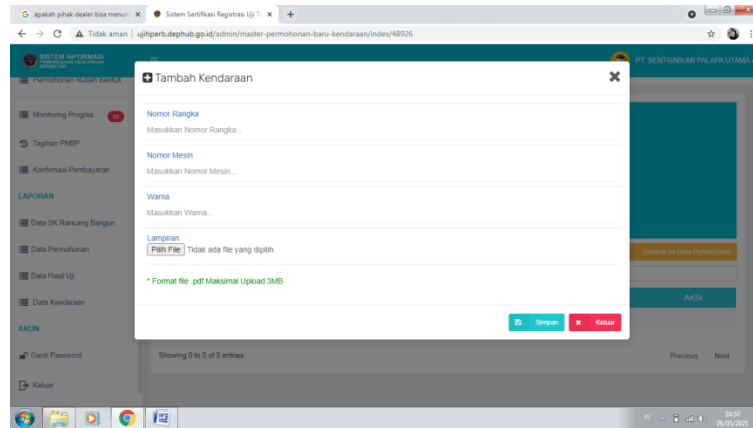 apakah pihak dealer bisa menuru
Sistem Sertifikasi Registrasi Uji Ti
Tidak aman | ujitiperb.dephub.go.id/admin/master-permohonan-baru-kendaraan/index/48926
SISTEM INFORMASI
PT. SENTRABUMI PALAPA UTAMA
Permohonan Rubah Bentuk
Monitoring Progres
Tagihan PNBP
Konfirmasi Pembayaran
LAPORAN
Data SK Rancang Bangun
Data Permohonan
Data Hasil Uji
Data Kendaraan
AKUN
Ganti Password
Keluar
Tambah Kendaraan
Nomor Rangka
Masukkan Nomor Rangka...
Nomor Mesin
Masukkan Nomor Mesin...
Warna
Masukkan Warna...
Lampiran
Pilih File Tidak ada file yang dipilih
* Format file .pdf Maksimal Upload 3MB
Simpan
Keluar
Kembali ke Data Permohonan
AKSI
Showing 0 to 0 of 0 entries
Previous Next
IN
16:57
26/05/2021